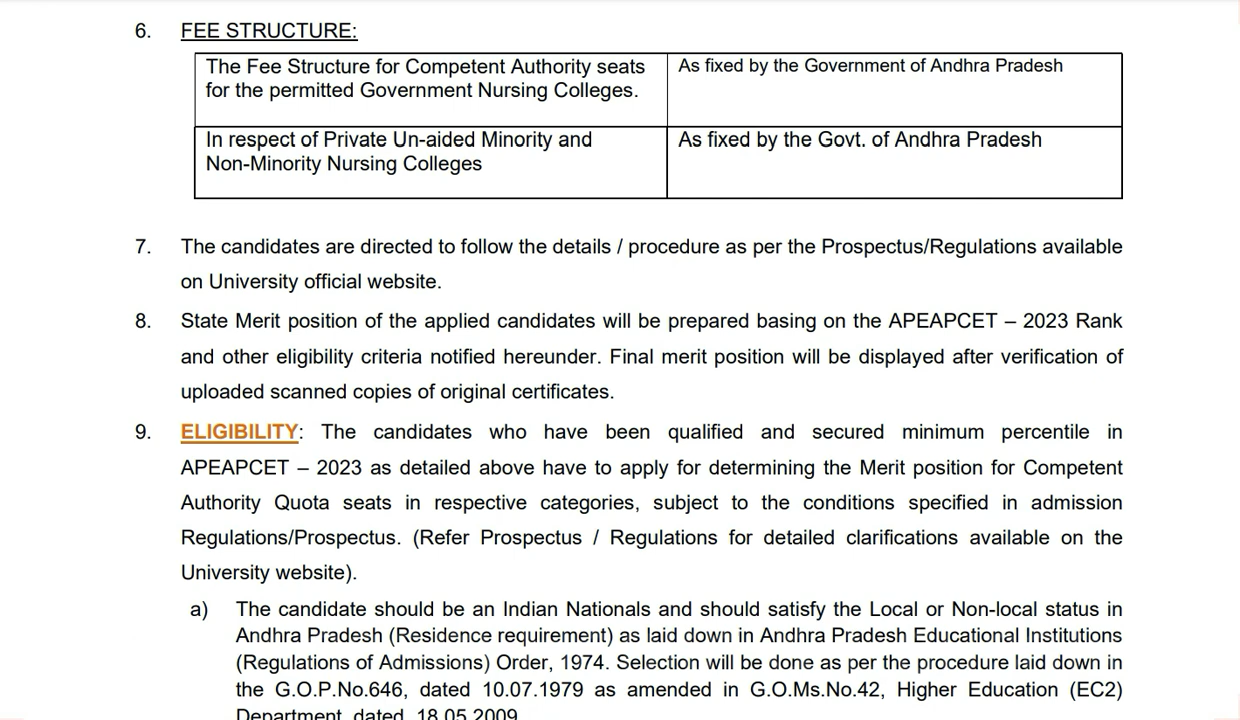 6. FEE STRUCTURE:
The Fee Structure for Competent Authority seats
for the permitted Government Nursing Colleges.
As fixed by the Government of Andhra Pradesh
In respect of Private Un-aided Minority and
Non-Minority Nursing Colleges
As fixed by the Govt. of Andhra Pradesh
7. The candidates are directed to follow the details / procedure as per the Prospectus/Regulations available
on University official website.
8. State Merit position of the applied candidates will be prepared basing on the APEAPCET – 2023 Rank
and other eligibility criteria notified hereunder. Final merit position will be displayed after verification of
uploaded scanned copies of original certificates.
9. ELIGIBILITY: The candidates who have been qualified and secured minimum percentile in
APEAPCET – 2023 as detailed above have to apply for determining the Merit position for Competent
Authority Quota seats in respective categories, subject to the conditions specified in admission
Regulations/Prospectus. (Refer Prospectus / Regulations for detailed clarifications available on the
University website).
a) The candidate should be an Indian Nationals and should satisfy the Local or Non-local status in
Andhra Pradesh (Residence requirement) as laid down in Andhra Pradesh Educational Institutions
(Regulations of Admissions) Order, 1974. Selection will be done as per the procedure laid down in
the G.O.P.No.646, dated 10.07.1979 as amended in G.O.Ms.No.42, Higher Education (EC2)
Department, dated, 18.05.2009